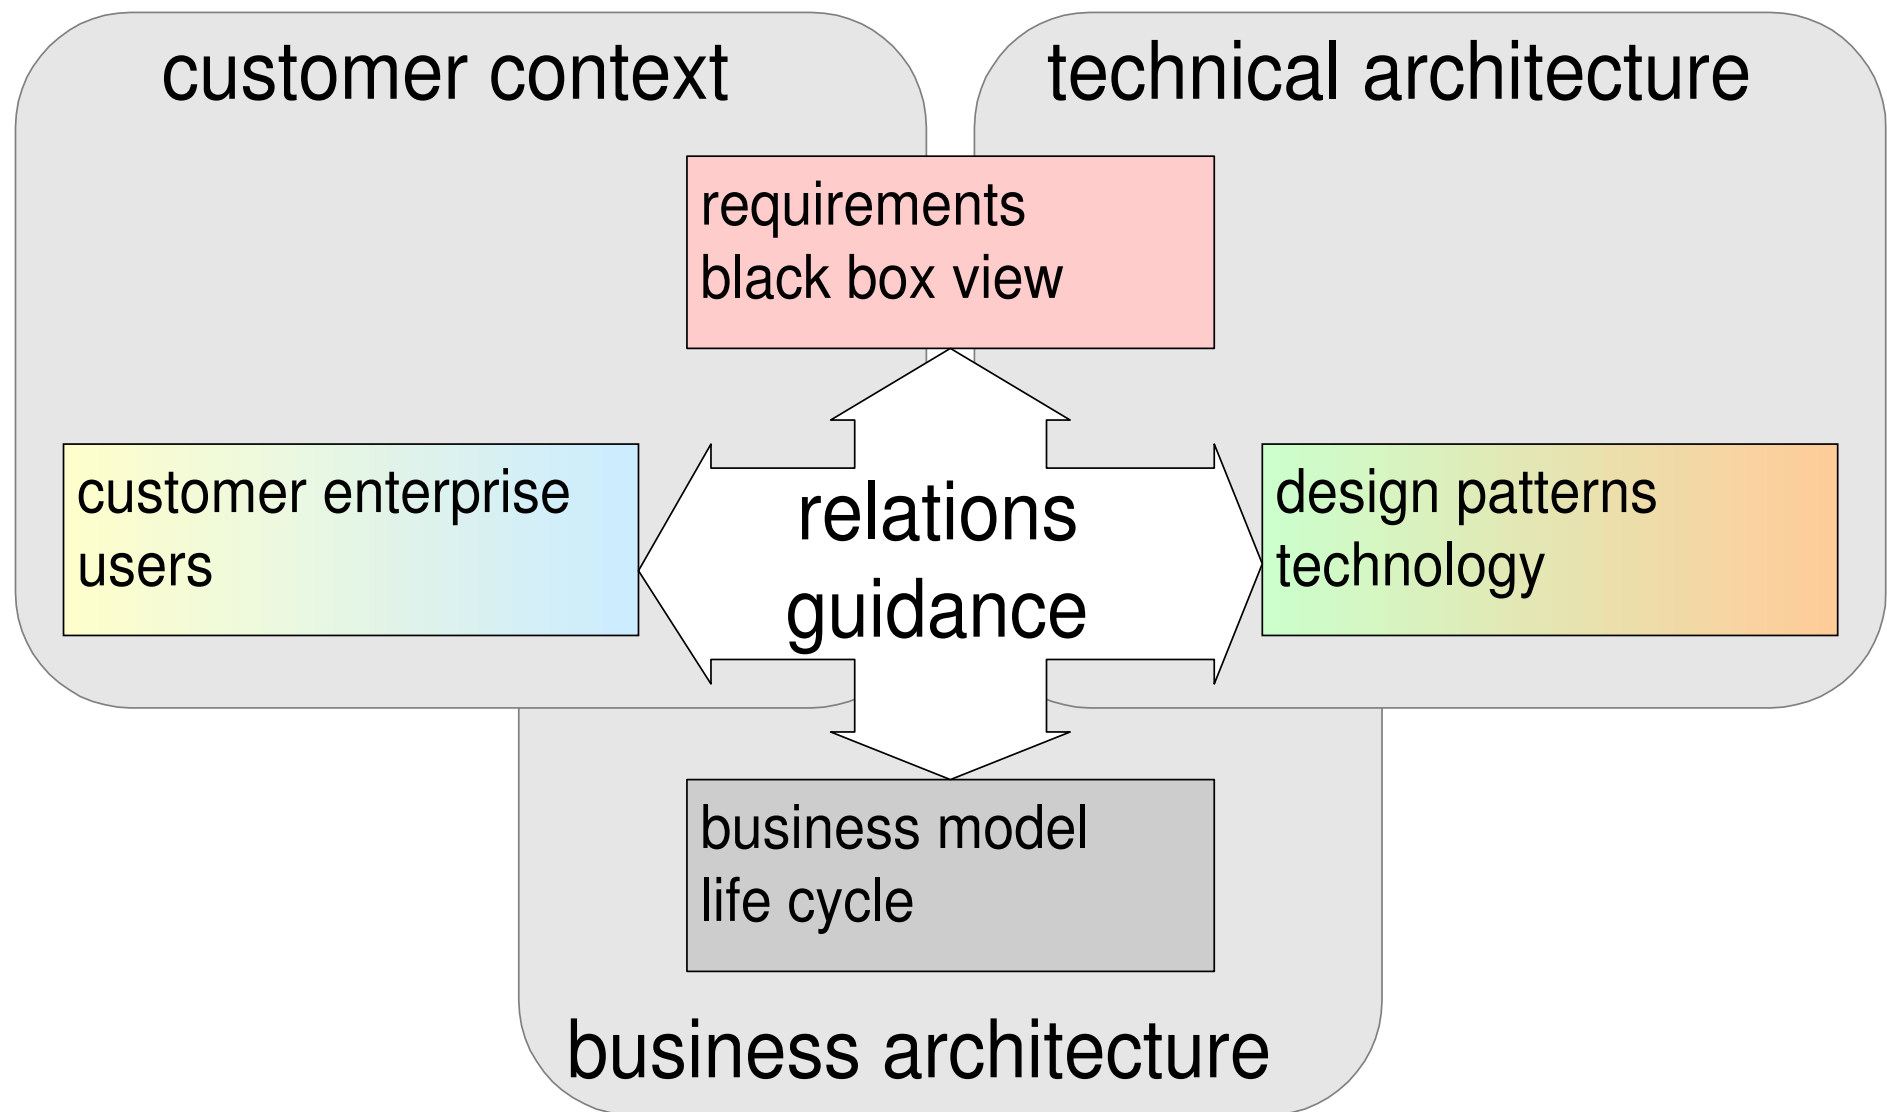 customer context
technical architecture
requirements
black box view
customer enterprise
users
relations
guidance
design patterns
technology
business model
life cycle
business architecture